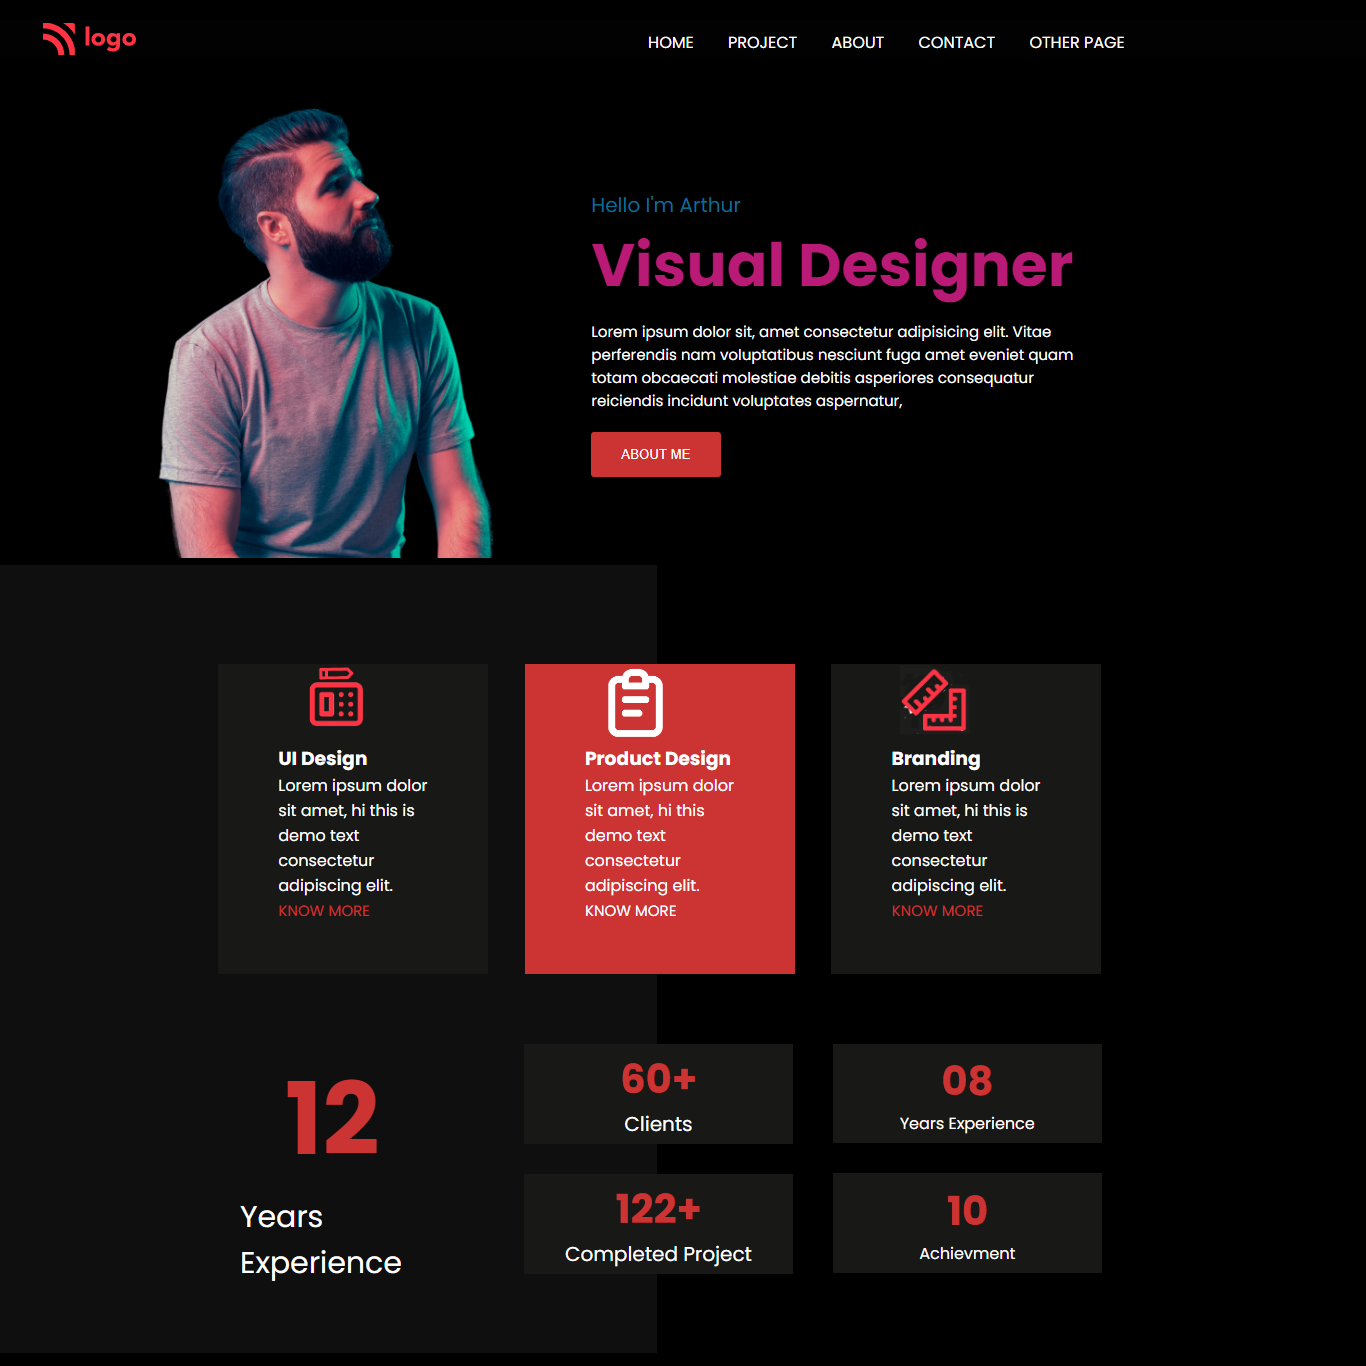 logo
HOME PROJECT ABOUT CONTACT OTHER PAGE
Hello I'm Arthur
Visual Designer
Lorem ipsum dolor sit, amet consectetur adipisicing elit. Vitae
perferendis nam voluptatibus nesciunt fuga amet eveniet quam
totam obcaecati molestiae debitis asperiores consequatur
reiciendis incidunt voluptates aspernatur,
ABOUT ME
UI Design
Lorem ipsum dolor
sit amet, hi this is
demo text
consectetur
adipiscing elit.
KNOW MORE
Product Design
Lorem ipsum dolor
sit amet, hi this
demo text
consectetur
adipiscing elit.
KNOW MORE
Branding
Lorem ipsum dolor
sit amet, hi this is
demo text
consectetur
adipiscing elit.
KNOW MORE
12
Years
Experience
60+
Clients
08
Years Experience
122+
Completed Project
10
Achievment